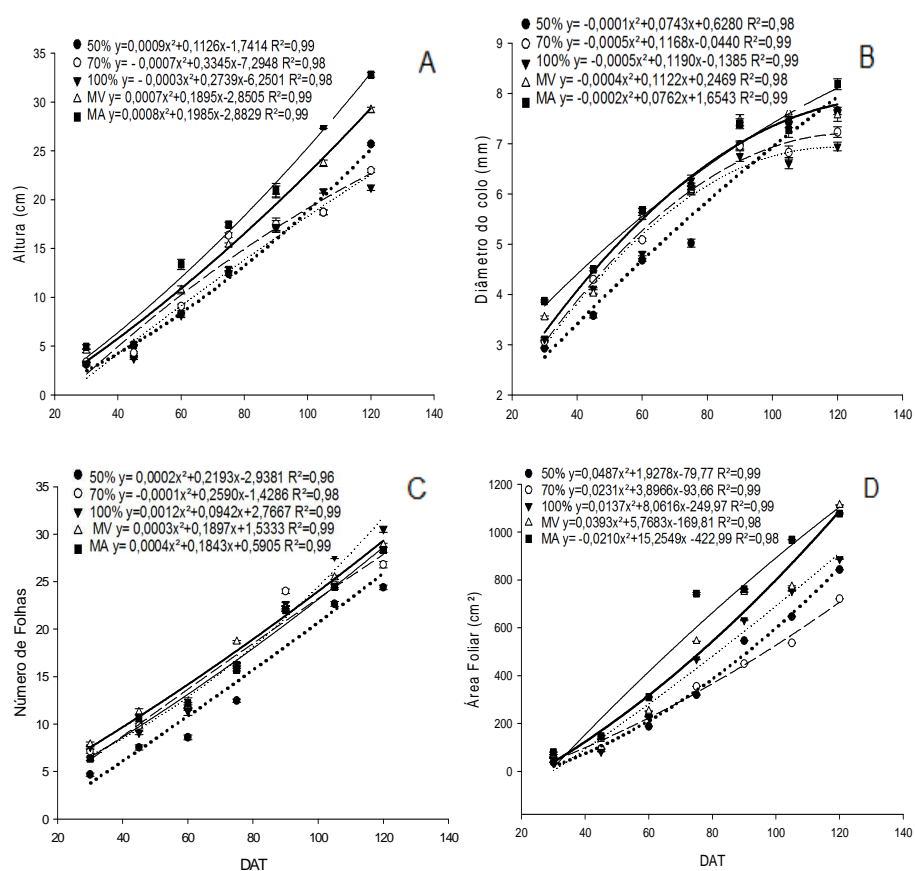 50% y=0,0009x²+0,1126x-1,7414 R²=0,99
70% y= - 0,0007x²+0,3345x-7,2948 R²=0,98
100% y= - 0,0003x²+0,2739x-6,2501 R²=0,98
MV y= 0,0007x²+0,1895x-2,8505 R²=0,99
MA y= 0,0008x²+0,1985x-2,8829 R²=0,99
A
Altura (cm)
35
30
25
20
15
10
5
0
20 40 60 80 100 120 140
50% y= -0,0001x²+0,0743x+0,6280 R²=0,98
70% y= -0,0005x²+0,1168x-0,0440 R²=0,99
100% y= -0,0005x²+0,1190x-0,1385 R²=0,99
MV y= -0,0004x²+0,1122x+0,2469 R²=0,98
MA y= -0,0002x²+0,0762x+1,6543 R²=0,99
B
Diâmetro do colo (mm)
9
8
7
6
5
4
3
2
20 40 60 80 100 120 140
50% y= 0,0002x²+0,2193x-2,9381 R²=0,96
70% y= -0,0001x²+0,2590x-1,4286 R²=0,98
100% y= 0,0012x²+0,0942x+2,7667 R²=0,99
MV y= 0,0003x²+0,1897x+1,5333 R²=0,99
MA y= 0,0004x²+0,1843x+0,5905 R²=0,99
C
Número de Folhas
35
30
25
20
15
10
5
0
20 40 60 80 100 120 140
DAT
50% y=0,0487x²+1,9278x-79,77 R²=0,99
70% y=0,0231x²+3,8966x-93,66 R²=0,99
100% y=0,0137x²+8,0616x-249,97 R²=0,99
MV y=0,0393x²+5,7683x-169,81 R²=0,98
MA y= -0,0210x²+15,2549x -422,99 R²=0,98
D
Área Foliar (cm²)
1200
1000
800
600
400
200
0
20 40 60 80 100 120 140
DAT